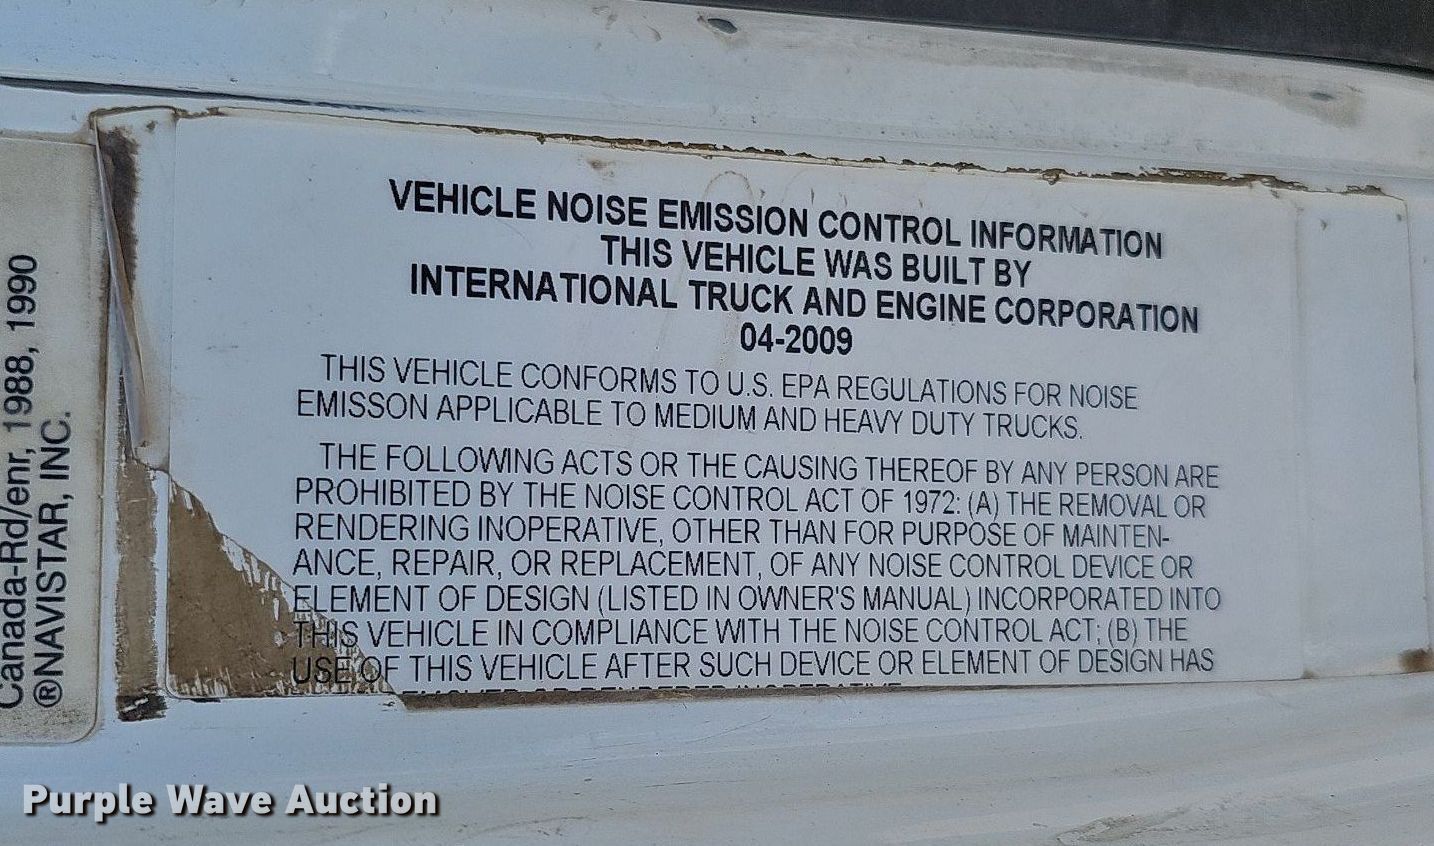 VEHICLE NOISE EMISSION CONTROL INFORMATION
THIS VEHICLE WAS BUILT BY
INTERNATIONAL TRUCK AND ENGINE CORPORATION
04-2009
THIS VEHICLE CONFORMS TO U.S. EPA REGULATIONS FOR NOISE
EMISSON APPLICABLE TO MEDIUM AND HEAVY DUTY TRUCKS.
THE FOLLOWING ACTS OR THE CAUSING THEREOF BY ANY PERSON ARE
PROHIBITED BY THE NOISE CONTROL ACT OF 1972: (A) THE REMOVAL OR
RENDERING INOPERATIVE, OTHER THAN FOR PURPOSE OF MAINTEN-
ANCE, REPAIR, OR REPLACEMENT, OF ANY NOISE CONTROL DEVICE OR
ELEMENT OF DESIGN (LISTED IN OWNER'S MANUAL) INCORPORATED INTO
THIS VEHICLE IN COMPLIANCE WITH THE NOISE CONTROL ACT; (B) THE
USE OF THIS VEHICLE AFTER SUCH DEVICE OR ELEMENT OF DESIGN HAS
OR RENDERED INOPERATIVE
Canada-Rd/enr, 1988, 1990
®NAVISTAR, INC.
Purple Wave Auction